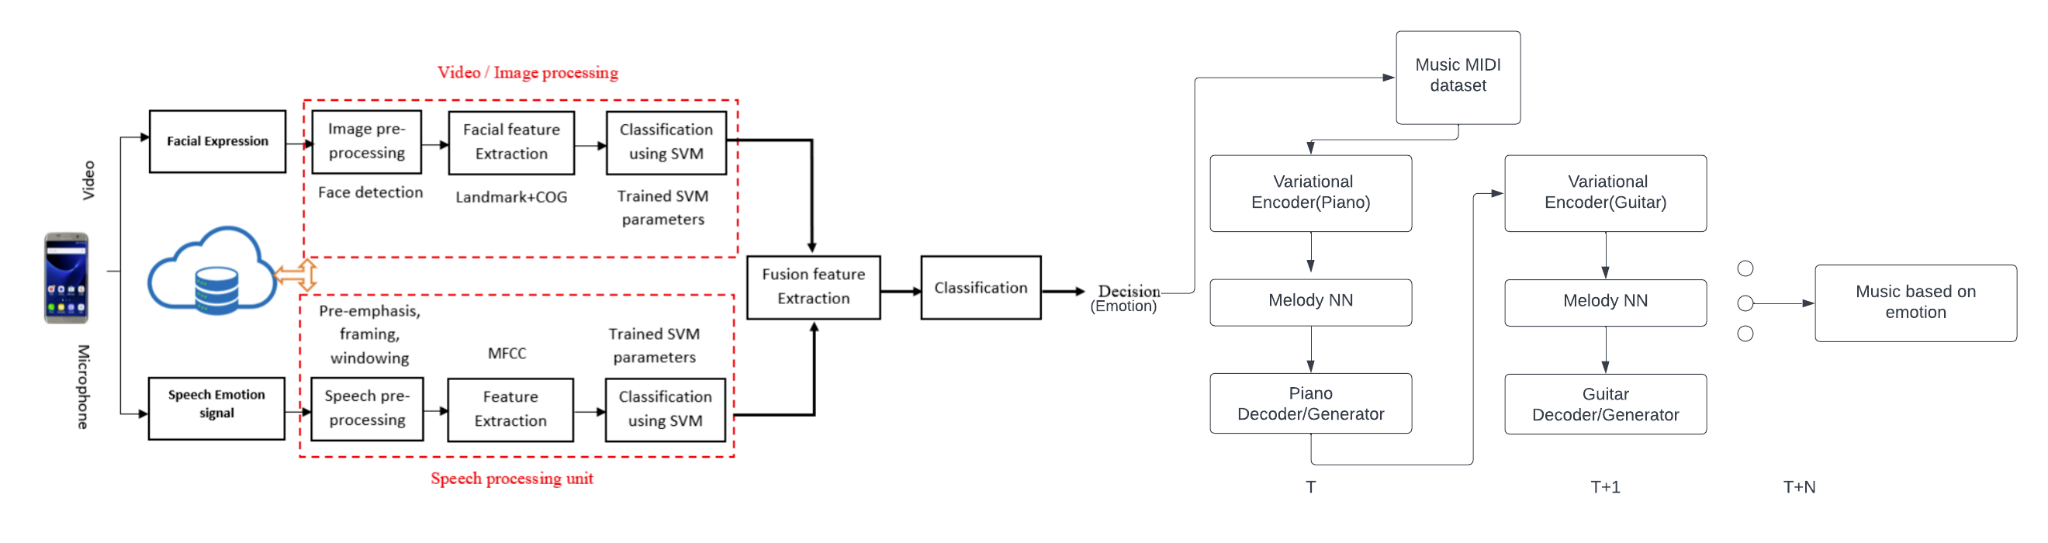 Video / Image processing
Video
Facial Expression
Image pre-
processing
Face detection
Facial feature
Extraction
Landmark+COG
Classification
using SVM
Trained SVM
parameters
Microphone
Speech Emotion
signal
Pre-emphasis,
framing,
windowing
Speech pre-
processing
MFCC
Feature
Extraction
Trained SVM
parameters
Classification
using SVM
Speech processing unit
Fusion feature
Extraction
Classification
Decision
(Emotion)
Music MIDI
dataset
Variational
Encoder(Piano)
Melody NN
Piano
Decoder/Generator
T
Variational
Encoder(Guitar)
Melody NN
Guitar
Decoder/Generator
T+1
Music based on
emotion
T+N